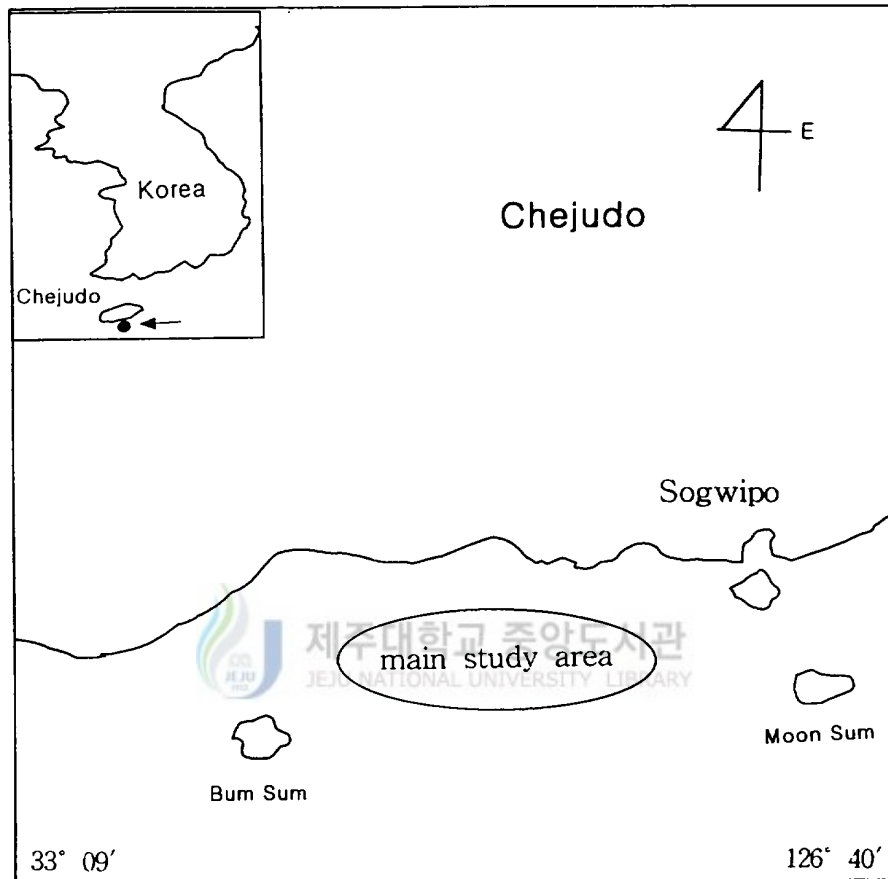 Korea
Chejudo
E
Chejudo
Sogwipo
제주대학교 중앙도서관
JEJU NATIONAL UNIVERSITY LIBRARY
JEJU
main study area
Moon Sum
Bum Sum
33° 09′
126° 40′